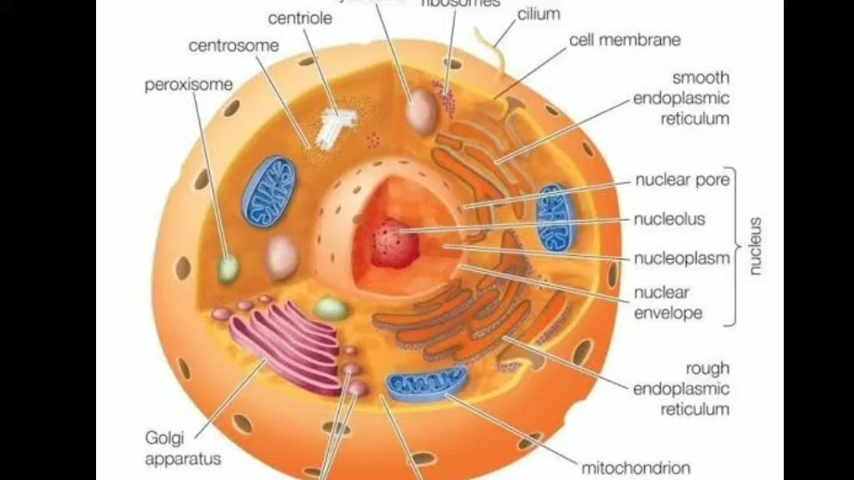 ribosomes
cilium
centriole
cell membrane
centrosome
smooth
endoplasmic
reticulum
peroxisome
nuclear pore
nucleolus
nucleoplasm
nuclear
envelope
nucleus
rough
endoplasmic
reticulum
Golgi
apparatus
mitochondrion